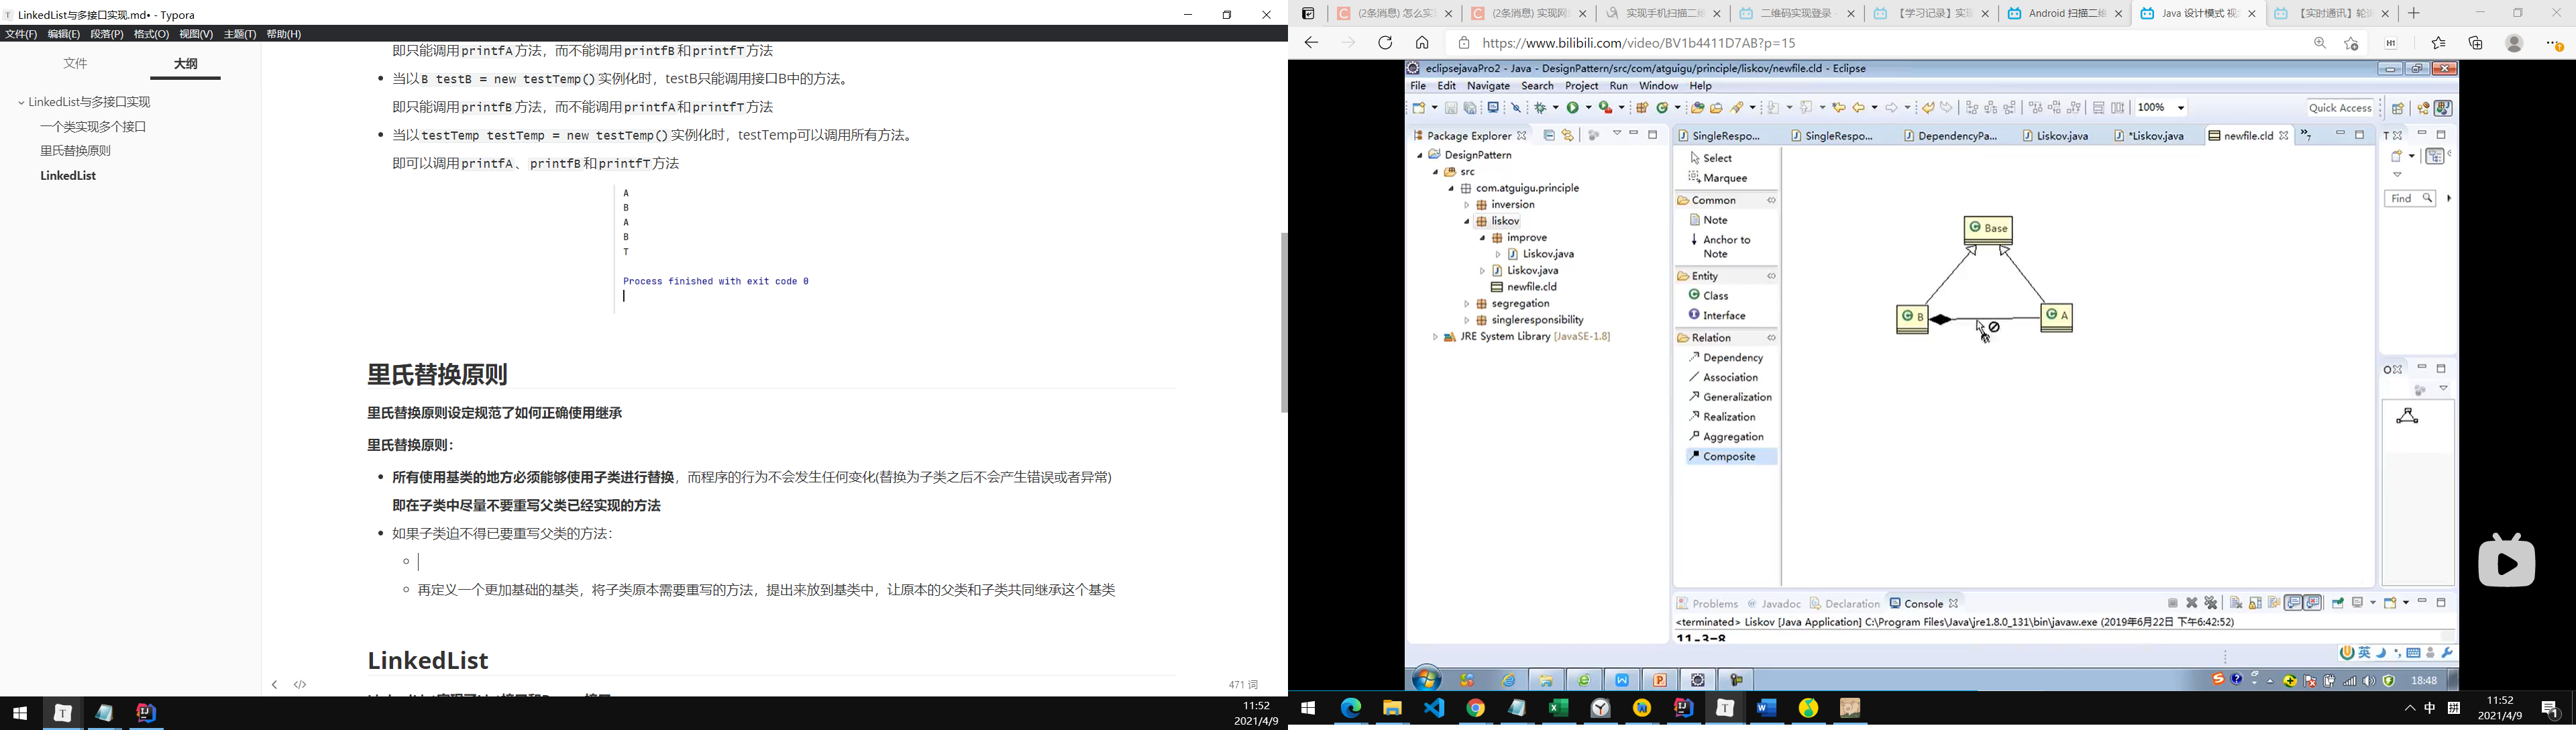 LinkedList与多接口实现.md• - Typora
文件(F) 编辑(E) 段落(P) 格式(O) 视图(V) 主题(T) 帮助(H)
文件 大纲
LinkedList与多接口实现
一个类实现多个接口
里氏替换原则
LinkedList
即只能调用printfA方法，而不能调用printfB和printfT方法
当以B testB = new testTemp()实例化时，testB只能调用接口B中的方法。
即只能调用printfB方法，而不能调用printfA和printfT方法
当以testTemp testTemp = new testTemp()实例化时，testTemp可以调用所有方法。
即可以调用printfA、printfB和printfT方法
A
B
A
B
T
Process finished with exit code 0
里氏替换原则
里氏替换原则设定规范了如何正确使用继承
里氏替换原则：
所有使用基类的地方必须能够使用子类进行替换，而程序的行为不会发生任何变化(替换为子类之后不会产生错误或者异常)
即在子类中尽量不要重写父类已经实现的方法
如果子类迫不得已要重写父类的方法：
再定义一个更加基础的基类，将子类原本需要重写的方法，提出来放到基类中，让原本的父类和子类共同继承这个基类
LinkedList
471 词
11:52
2021/4/9
(2条消息) 怎么实
(2条消息) 实现网
实现手机扫描二维
二维码实现登录
【学习记录】实
Android 扫描二维
Java 设计模式 视
【实时通讯】轮
https://www.bilibili.com/video/BV1b4411D7AB?p=15
eclipsejavaPro2 - Java - DesignPattern/src/com/atguigu/principle/liskov/newfile.cld - Eclipse
File Edit Navigate Search Project Run Window Help
100%
Quick Access
Package Explorer
DesignPattern
src
com.atguigu.principle
inversion
liskov
improve
Liskov.java
Liskov.java
newfile.cld
segregation
singleresponsibility
JRE System Library [JavaSE-1.8]
SingleRespo... SingleRespo... DependencyPa... Liskov.java *Liskov.java newfile.cld
Select
Marquee
Common
Note
Anchor to
Note
Entity
Class
Interface
Relation
Dependency
Association
Generalization
Realization
Aggregation
Composite
Base
B
A
Find
Problems Javadoc Declaration Console
<terminated> Liskov [Java Application] C:\Program Files\Java\jre1.8.0_131\bin\javaw.exe (2019年6月22日 下午6:42:52)
11-3=8
英
18:48
中 拼
11:52
2021/4/9